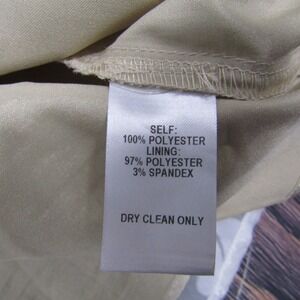 SELF:
100% POLYESTER
LINING:
97% POLYESTER
3% SPANDEX
DRY CLEAN ONLY